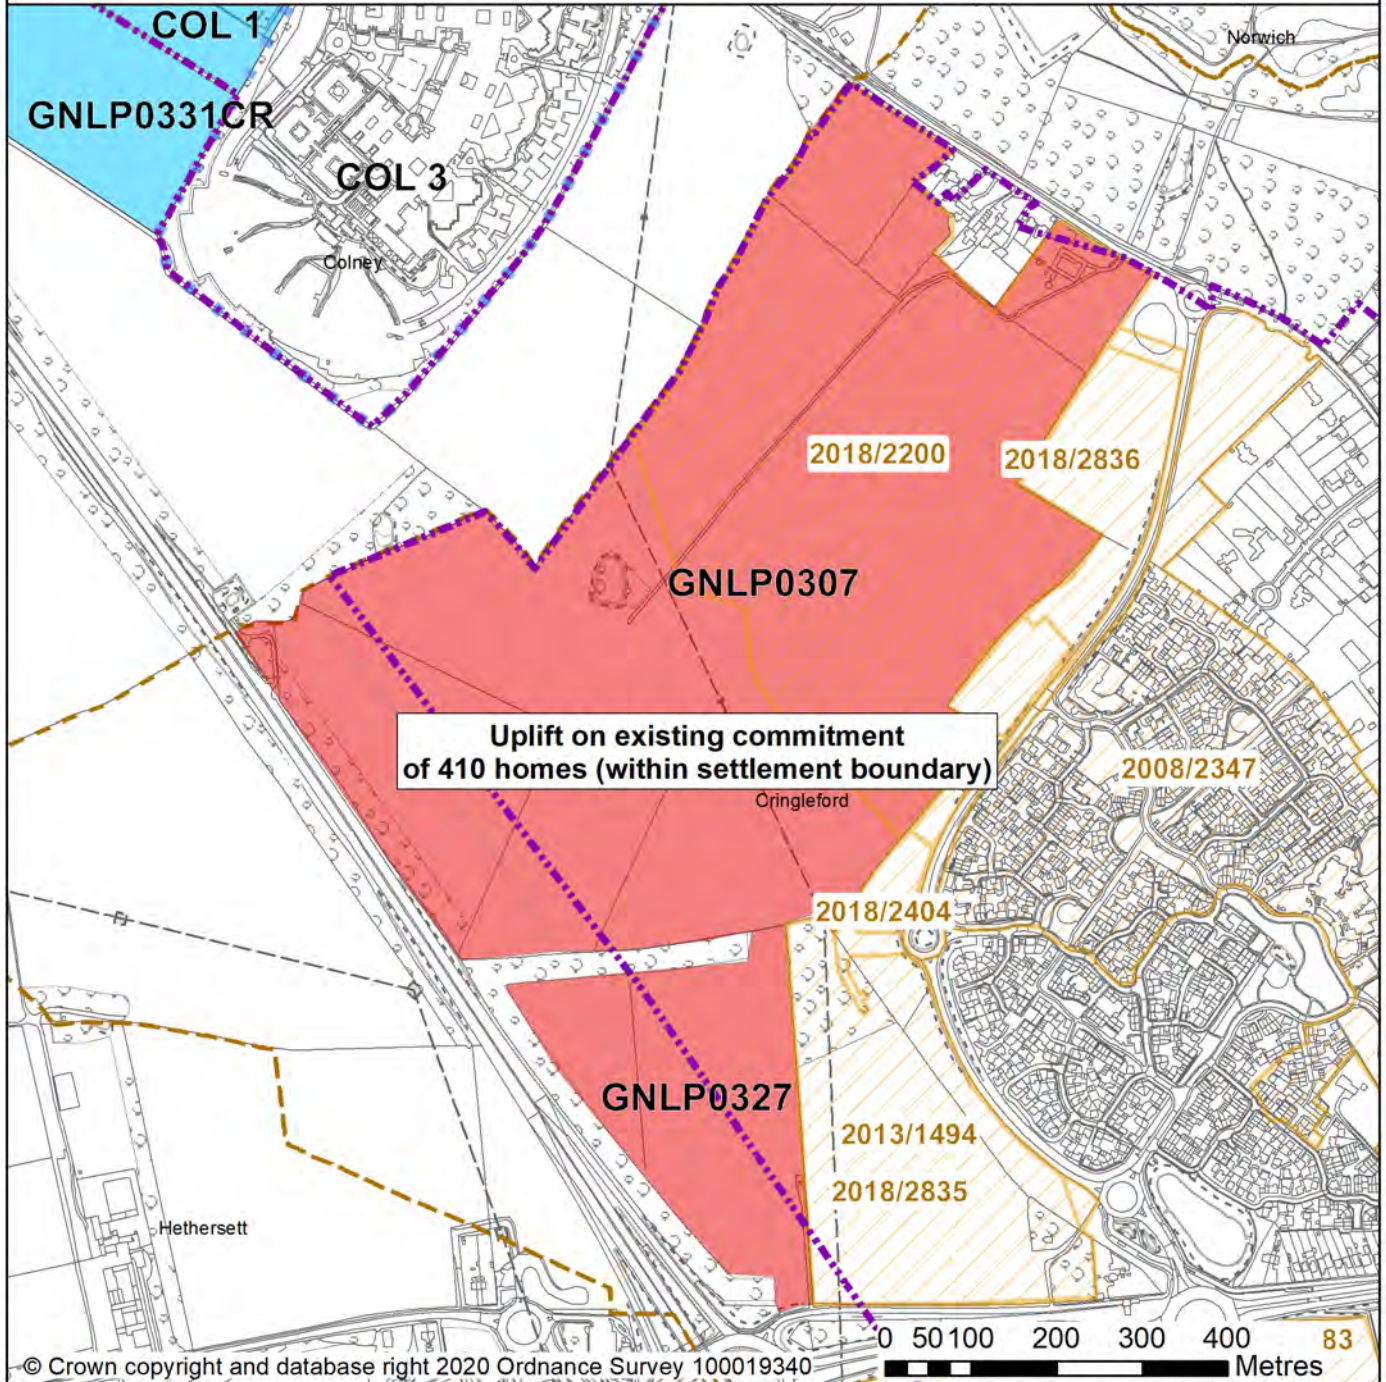 COL 1
Norwich
GNLP0331CR
COL 3
Colney
2018/2200
2018/2836
GNLP0307
Uplift on existing commitment
of 410 homes (within settlement boundary)
2008/2347
Cringleford
2018/2404
GNLP0327
2013/1494
2018/2835
Hethersett
0 50 100 200 300 400
83
© Crown copyright and database right 2020 Ordnance Survey 100019340
Metres